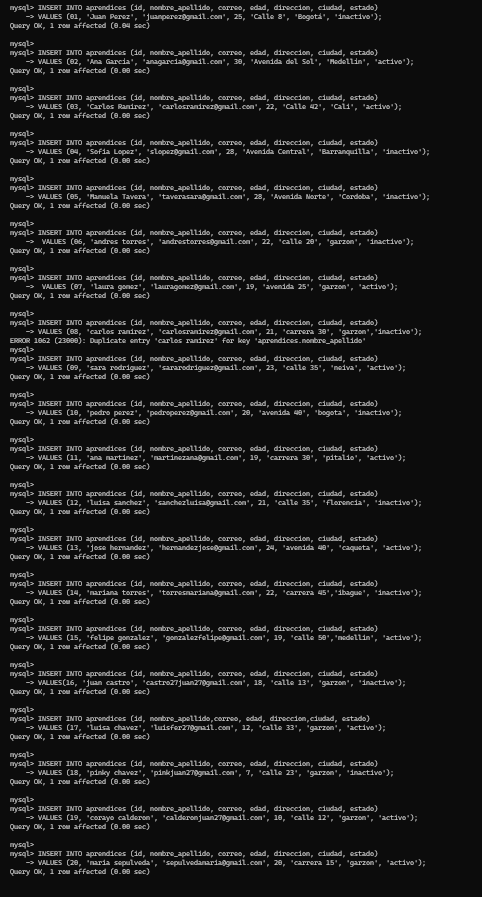 mysql> INSERT INTO aprendices (id, nombre_apellido, correo, edad, direccion, ciudad, estado)
-> VALUES (01, 'Juan Perez', 'juanperez@gmail.com', 25, 'Calle 8', 'Bogotá', 'inactivo');
Query OK, 1 row affected (0.04 sec)
mysql>
mysql> INSERT INTO aprendices (id, nombre_apellido, correo, edad, direccion, ciudad, estado)
-> VALUES (02, 'Ana Garcia', 'anagarcia@gmail.com', 30, 'Avenida del Sol', 'Medellin', 'activo');
Query OK, 1 row affected (0.00 sec)
mysql>
mysql> INSERT INTO aprendices (id, nombre_apellido, correo, edad, direccion, ciudad, estado)
-> VALUES (03, 'Carlos Ramirez', 'carlosramirez@gmail.com', 22, 'Calle 42', 'Cali', 'activo');
Query OK, 1 row affected (0.00 sec)
mysql>
mysql> INSERT INTO aprendices (id, nombre_apellido, correo, edad, direccion, ciudad, estado)
-> VALUES (04, 'Sofia Lopez', 'slopez@gmail.com', 28, 'Avenida Central', 'Barranquilla', 'inactivo');
Query OK, 1 row affected (0.00 sec)
mysql>
mysql> INSERT INTO aprendices (id, nombre_apellido, correo, edad, direccion, ciudad, estado)
-> VALUES (05, 'Manuela Tavera', 'taverasara@gmail.com', 28, 'Avenida Norte', 'Cordoba', 'inactivo');
Query OK, 1 row affected (0.00 sec)
mysql>
mysql> INSERT INTO aprendices (id, nombre_apellido, correo, edad, direccion, ciudad, estado)
->  VALUES (06, 'andres torres', 'andrestorres@gmail.com', 22, 'calle 20', 'garzon', 'inactivo');
Query OK, 1 row affected (0.00 sec)
mysql>
mysql> INSERT INTO aprendices (id, nombre_apellido, correo, edad, direccion, ciudad, estado)
->  VALUES (07, 'laura gomez', 'lauragomez@gmail.com', 19, 'avenida 25', 'garzon', 'activo');
Query OK, 1 row affected (0.00 sec)
mysql>
mysql> INSERT INTO aprendices (id, nombre_apellido, correo, edad, direccion, ciudad, estado)
-> VALUES (08, 'carlos ramirez', 'carlosramirez@gmail.com', 21, 'carrera 30', 'garzon','inactivo');
ERROR 1062 (23000): Duplicate entry 'carlos ramirez' for key 'aprendices.nombre_apellido'
mysql>
mysql> INSERT INTO aprendices (id, nombre_apellido, correo, edad, direccion, ciudad, estado)
-> VALUES (09, 'sara rodriguez', 'sararodriguez@gmail.com', 23, 'calle 35', 'neiva', 'activo');
Query OK, 1 row affected (0.00 sec)
mysql>
mysql> INSERT INTO aprendices (id, nombre_apellido, correo, edad, direccion, ciudad, estado)
-> VALUES (10, 'pedro perez', 'pedroperez@gmail.com', 20, 'avenida 40', 'bogota', 'inactivo');
Query OK, 1 row affected (0.00 sec)
mysql>
mysql> INSERT INTO aprendices (id, nombre_apellido, correo, edad, direccion, ciudad, estado)
-> VALUES (11, 'ana martinez', 'martinezana@gmail.com', 19, 'carrera 30', 'pitalio', 'activo');
Query OK, 1 row affected (0.00 sec)
mysql>
mysql> INSERT INTO aprendices (id, nombre_apellido, correo, edad, direccion, ciudad, estado)
-> VALUES (12, 'luisa sanchez', 'sanchezluisa@gmail.com', 21, 'calle 35', 'florencia', 'inactivo');
Query OK, 1 row affected (0.00 sec)
mysql>
mysql> INSERT INTO aprendices (id, nombre_apellido, correo, edad, direccion, ciudad, estado)
-> VALUES (13, 'jose hernandez', 'hernandezjose@gmail.com', 24, 'avenida 40', 'caqueta', 'activo');
Query OK, 1 row affected (0.00 sec)
mysql>
mysql> INSERT INTO aprendices (id, nombre_apellido, correo, edad, direccion, ciudad, estado)
-> VALUES (14, 'mariana torres', 'torresmariana@gmail.com', 22, 'carrera 45','ibague', 'inactivo');
Query OK, 1 row affected (0.00 sec)
mysql>
mysql> INSERT INTO aprendices (id, nombre_apellido, correo, edad, direccion, ciudad, estado)
-> VALUES (15, 'felipe gonzalez', 'gonzalezfelipe@gmail.com', 19, 'calle 50','medellin', 'activo');
Query OK, 1 row affected (0.00 sec)
mysql>
mysql> INSERT INTO aprendices (id, nombre_apellido, correo, edad, direccion, ciudad, estado)
-> VALUES(16, 'juan castro', 'castro27juan27@gmail.com', 18, 'calle 13', 'garzon', 'inactivo');
Query OK, 1 row affected (0.00 sec)
mysql>
mysql> INSERT INTO aprendices (id, nombre_apellido,correo, edad, direccion,ciudad, estado)
-> VALUES (17, 'luisa chavez', 'luisfer27@gmail.com', 12, 'calle 33', 'garzon', 'activo');
Query OK, 1 row affected (0.00 sec)
mysql>
mysql> INSERT INTO aprendices (id, nombre_apellido, correo, edad, direccion, ciudad, estado)
-> VALUES (18, 'pinky chavez', 'pinkjuan27@gmail.com', 7, 'calle 23', 'garzon', 'inactivo');
Query OK, 1 row affected (0.00 sec)
mysql>
mysql> INSERT INTO aprendices (id, nombre_apellido, correo, edad, direccion, ciudad, estado)
-> VALUES (19, 'corayo calderon', 'calderonjuan27@gmail.com', 10, 'calle 12', 'garzon', 'activo');
Query OK, 1 row affected (0.00 sec)
mysql>
mysql> INSERT INTO aprendices (id, nombre_apellido, correo, edad, direccion, ciudad, estado)
-> VALUES (20, 'maria sepulveda', 'sepulvedamaria@gmail.com', 20, 'carrera 15', 'garzon', 'activo');
Query OK, 1 row affected (0.00 sec)